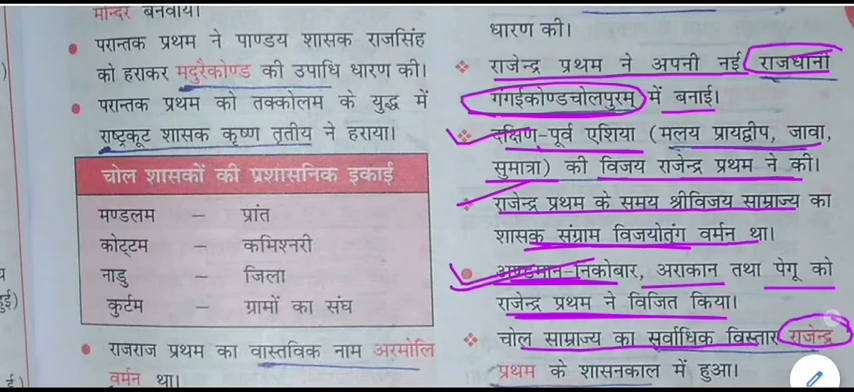 मन्दिर बनवाया।
परान्तक प्रथम ने पाण्डय शासक राजसिंह
को हराकर मदुरैकोण्ड की उपाधि धारण की।
परान्तक प्रथम को तक्कोलम के युद्ध में
राष्ट्रकूट शासक कृष्ण तृतीय ने हराया।
चोल शासकों की प्रशासनिक इकाई
मण्डलम – प्रांत
कोट्टम – कमिश्नरी
नाडु – जिला
कुर्टम – ग्रामों का संघ
राजराज प्रथम का वास्तविक नाम अरमोलि
वर्मन था।
धारण की।
राजेन्द्र प्रथम ने अपनी नई राजधानी
गंगईकोण्डचोलपुरम् में बनाई।
दक्षिण-पूर्व एशिया (मलय प्रायद्वीप, जावा,
सुमात्रा) की विजय राजेन्द्र प्रथम ने की।
राजेन्द्र प्रथम के समय श्रीविजय साम्राज्य का
शासक संग्राम विजयोतुंग वर्मन था।
अण्डमान-निकोबार, अराकान तथा पेगू को
राजेन्द्र प्रथम ने विजित किया।
चोल साम्राज्य का सर्वाधिक विस्तार राजेन्द्र
प्रथम के शासनकाल में हुआ।